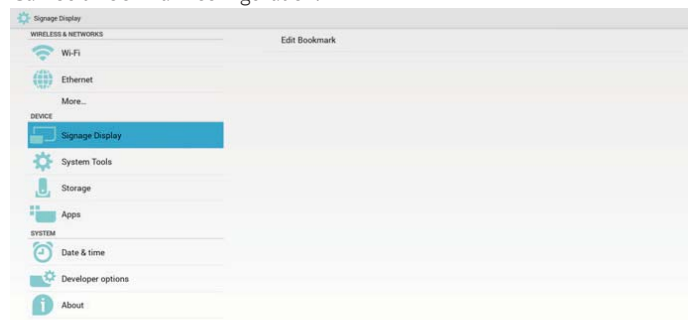 Signage Display
WIRELESS & NETWORKS
Wi-Fi
Ethernet
More...
DEVICE
Signage Display
System Tools
Storage
Apps
SYSTEM
Date & time
Developer options
About
Edit Bookmark